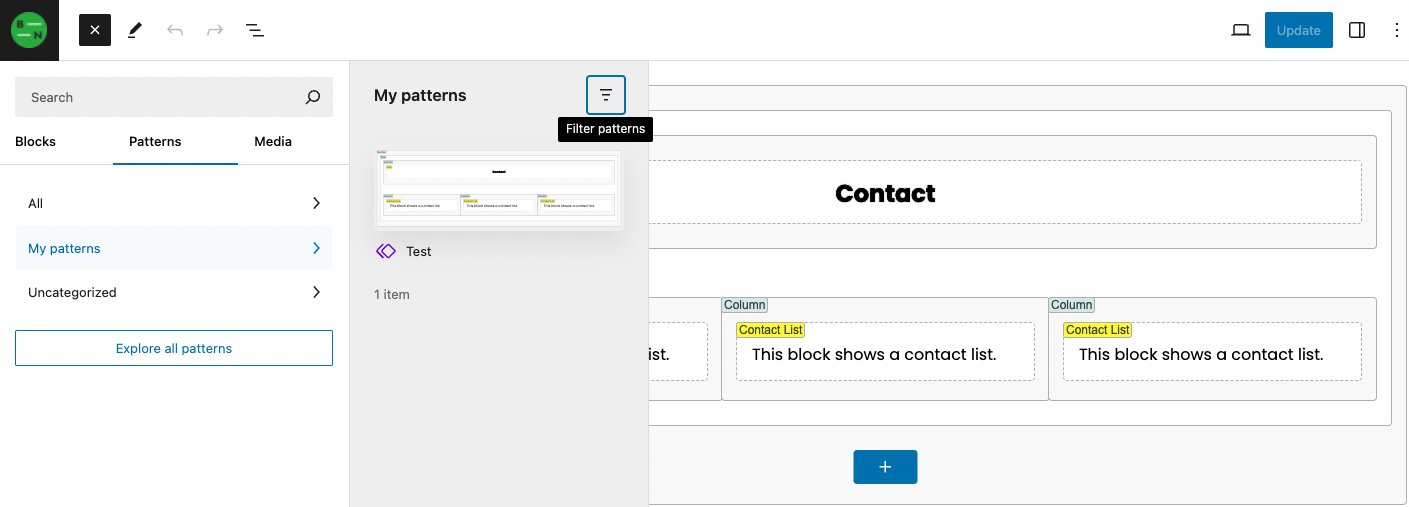 B
N
Update
Search
My patterns
Filter patterns
Blocks
Patterns
Media
All
My patterns
Uncategorized
Explore all patterns
Contact
This block shows a contact list.
This block shows a contact list.
This block shows a contact list.
Test
1 item
Contact
Column
Column
Contact List
Contact List
ist.
This block shows a contact list.
This block shows a contact list.